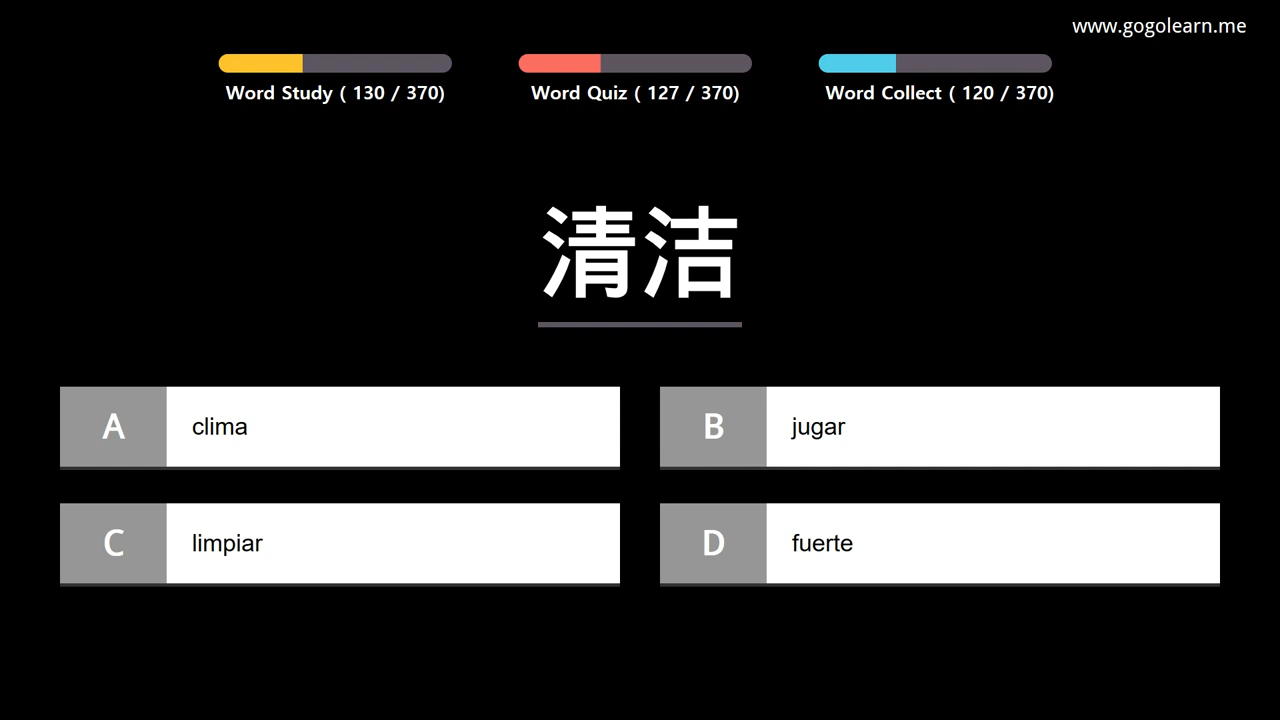 www.gogolearn.me
Word Study ( 130 / 370)
Word Quiz ( 127 / 370)
Word Collect ( 120 / 370)
清洁
A clima
B jugar
C limpiar
D fuerte